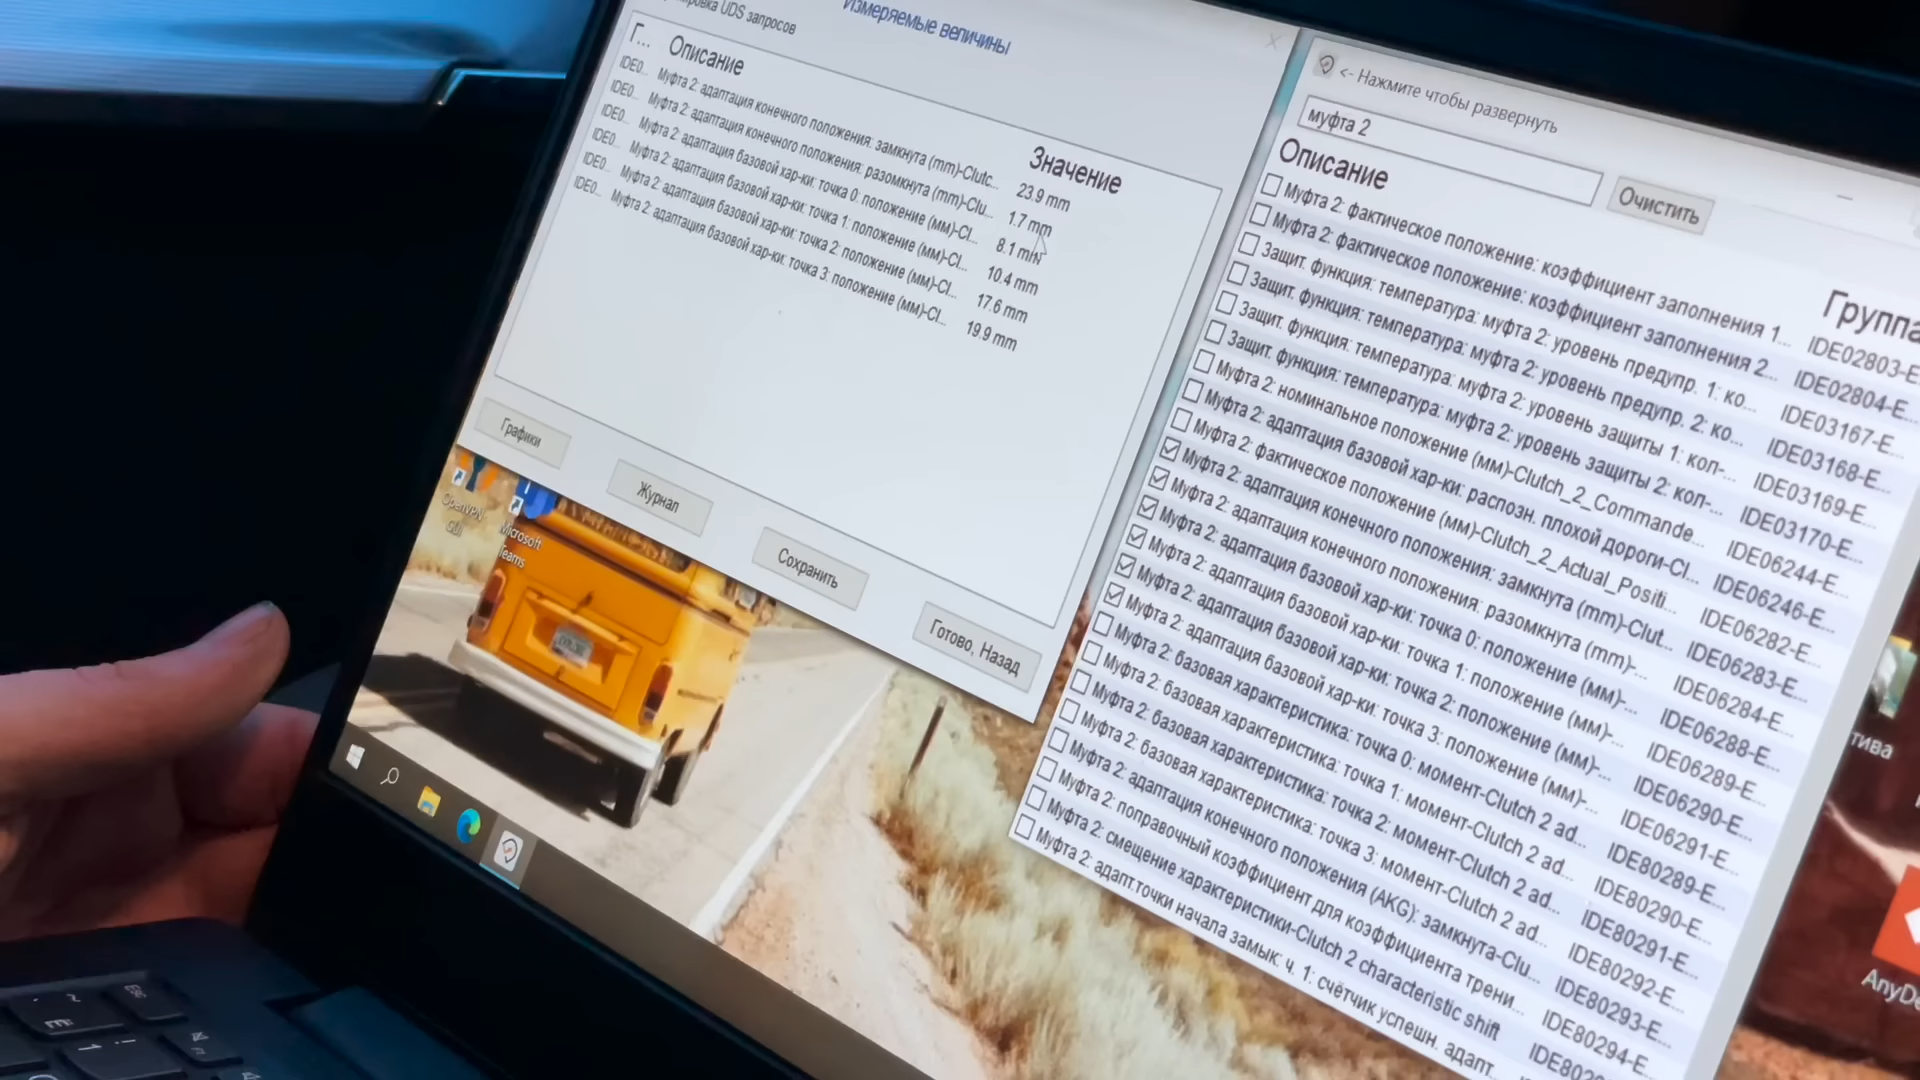 UDS запросов
Измеряемые величины
Г... Описание Значение
IDE0... Муфта 2: адаптация конечного положения: замкнута (mm)-Clutc... 23.9 mm
IDE0... Муфта 2: адаптация конечного положения: разомкнута (mm)-Clu... 1.7 mm
IDE0... Муфта 2: адаптация базовой хар-ки: точка 0: положение (мм)-Cl... 8.1 mm
IDE0... Муфта 2: адаптация базовой хар-ки: точка 1: положение (мм)-Cl... 10.4 mm
IDE0... Муфта 2: адаптация базовой хар-ки: точка 2: положение (мм)-Cl... 17.6 mm
IDE0... Муфта 2: адаптация базовой хар-ки: точка 3: положение (мм)-Cl... 19.9 mm
Графики
Журнал
Сохранить
Готово, Назад
OpenVPN
GUI
Microsoft
Teams
<- Нажмите чтобы развернуть
муфта 2
Очистить
Описание
Группа
Муфта 2: фактическое положение: коэффициент заполнения 1... IDE02803-E...
Муфта 2: фактическое положение: коэффициент заполнения 2... IDE02804-E...
Защит. функция: температура: муфта 2: уровень предупр. 1: ко... IDE03167-E...
Защит. функция: температура: муфта 2: уровень предупр. 2: ко... IDE03168-E...
Защит. функция: температура: муфта 2: уровень защиты 1: кол-... IDE03169-E...
Защит. функция: температура: муфта 2: уровень защиты 2: кол-... IDE03170-E...
Муфта 2: номинальное положение (мм)-Clutch_2_Commande... IDE06244-E...
Муфта 2: адаптация базовой хар-ки: распозн. плохой дороги-Cl... IDE06246-E...
Муфта 2: фактическое положение (мм)-Clutch_2_Actual_Positi... IDE06282-E...
Муфта 2: адаптация конечного положения: замкнута (mm)-Clut... IDE06283-E...
Муфта 2: адаптация конечного положения: разомкнута (mm)-... IDE06284-E...
Муфта 2: адаптация базовой хар-ки: точка 0: положение (мм)-... IDE06288-E...
Муфта 2: адаптация базовой хар-ки: точка 1: положение (мм)-... IDE06289-E...
Муфта 2: адаптация базовой хар-ки: точка 2: положение (мм)-... IDE06290-E...
Муфта 2: адаптация базовой хар-ки: точка 3: положение (мм)-... IDE06291-E...
Муфта 2: базовая характеристика: точка 0: момент-Clutch 2 ad... IDE80289-E...
Муфта 2: базовая характеристика: точка 1: момент-Clutch 2 ad... IDE80290-E...
Муфта 2: базовая характеристика: точка 2: момент-Clutch 2 ad... IDE80291-E...
Муфта 2: базовая характеристика: точка 3: момент-Clutch 2 ad... IDE80292-E...
Муфта 2: адаптация конечного положения (AKG): замкнута-Clu... IDE80293-E...
Муфта 2: поправочный коэффициент для коэффициента трени... IDE80294-E...
Муфта 2: смещение характеристики-Clutch 2 characteristic shift
Муфта 2: адапт.точки начала замык: ч. 1: счётчик успешн. адапт...
тива
AnyDe
Esc